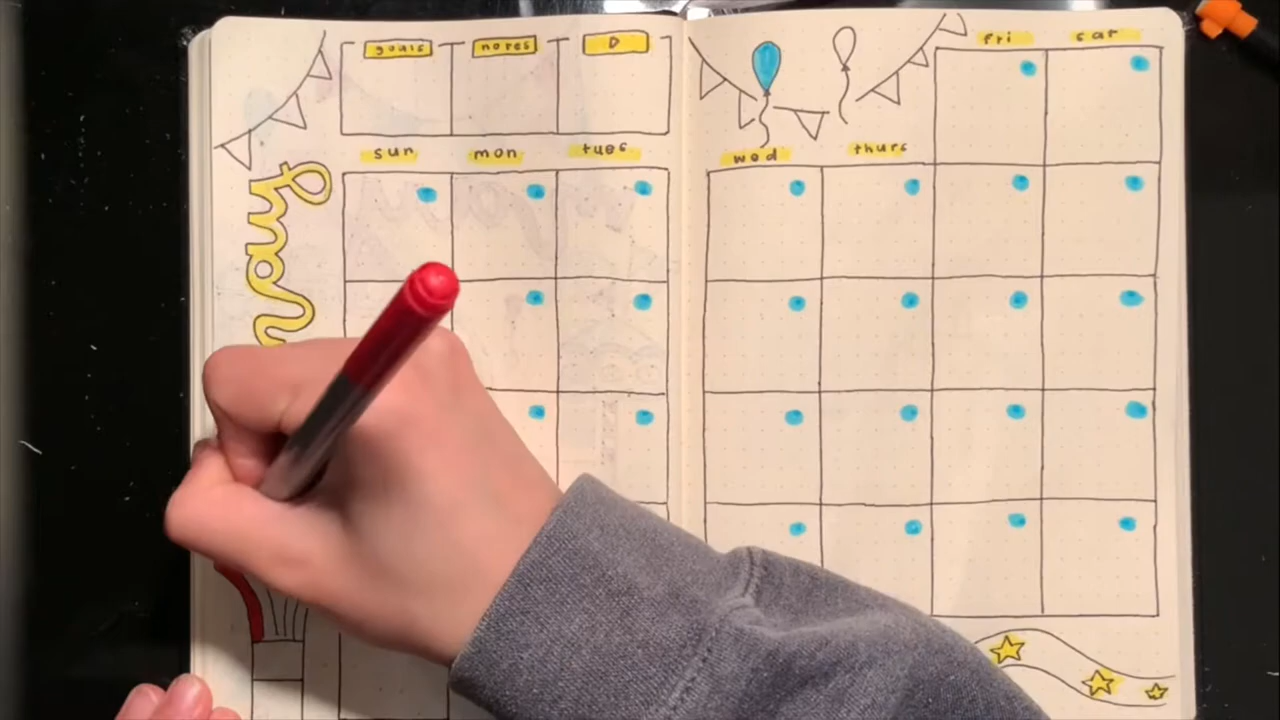 goals notes D
sun mon tues
may
fri sat
wed thurs